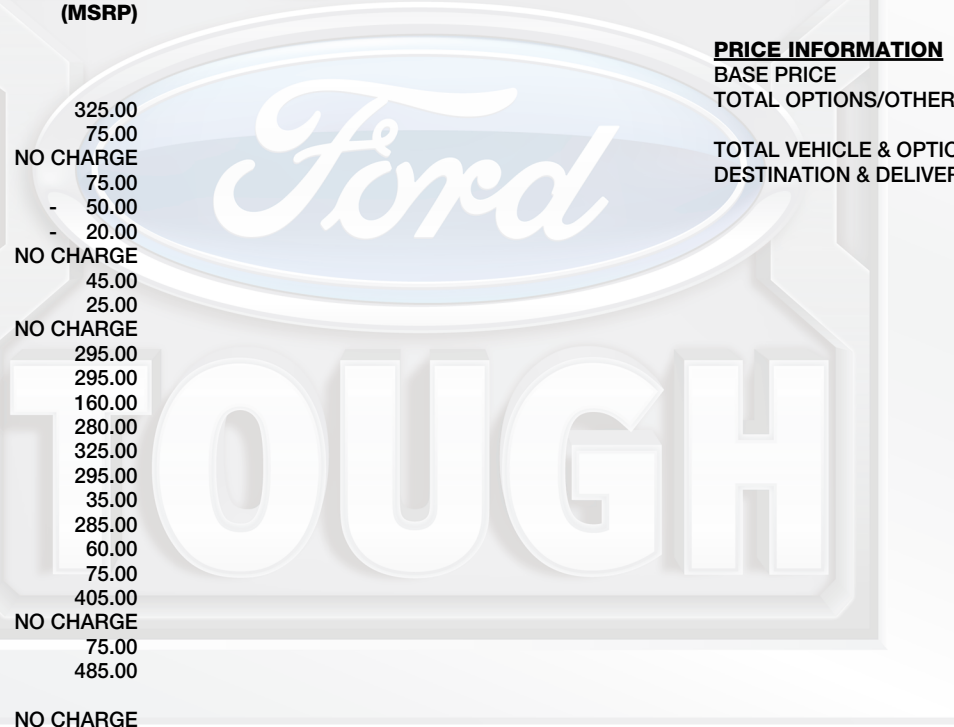 (MSRP)
325.00
75.00
NO CHARGE
75.00
- 50.00
- 20.00
NO CHARGE
45.00
25.00
NO CHARGE
295.00
295.00
160.00
280.00
325.00
295.00
35.00
285.00
60.00
75.00
405.00
NO CHARGE
75.00
485.00
NO CHARGE
PRICE INFORMATION
BASE PRICE
TOTAL OPTIONS/OTHER
TOTAL VEHICLE & OPTIO
DESTINATION & DELIVER
Ford
TOUGH